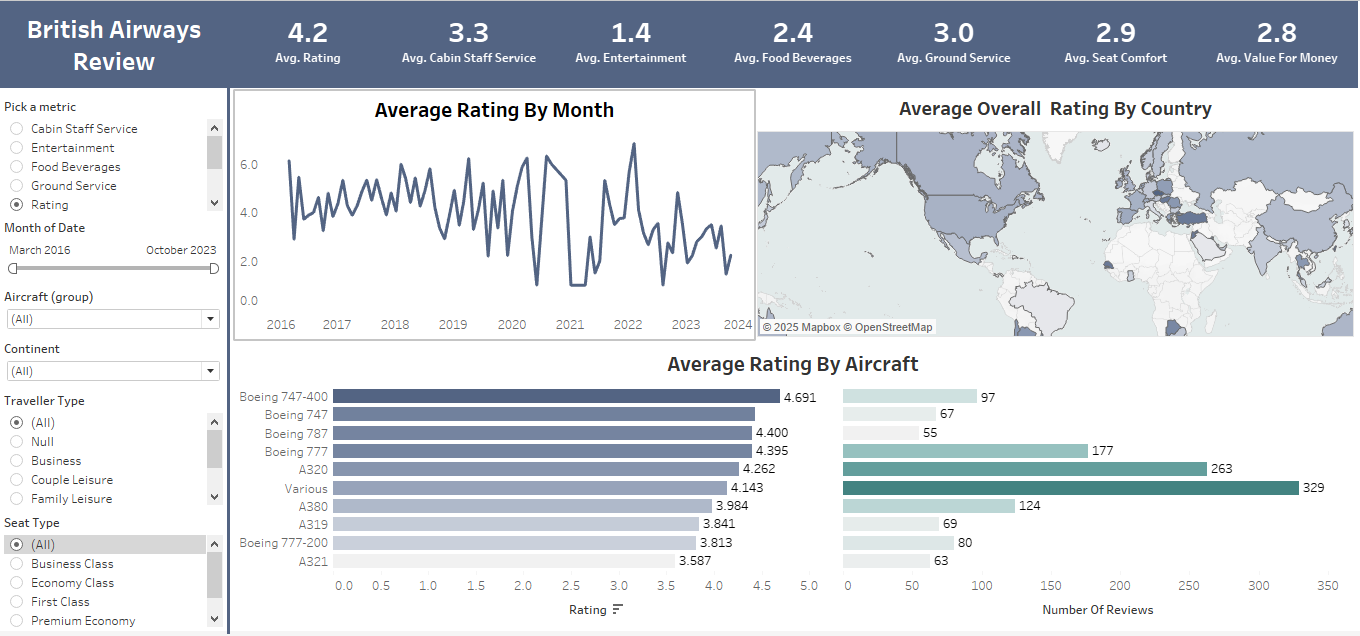 British Airways
Review
4.2
Avg. Rating
3.3
Avg. Cabin Staff Service
1.4
Avg. Entertainment
2.4
Avg. Food Beverages
3.0
Avg. Ground Service
2.9
Avg. Seat Comfort
2.8
Avg. Value For Money
Pick a metric
Cabin Staff Service
Entertainment
Food Beverages
Ground Service
Rating
Month of Date
March 2016 October 2023
Aircraft (group)
(All)
Continent
(All)
Traveller Type
(All)
Null
Business
Couple Leisure
Family Leisure
Seat Type
(All)
Business Class
Economy Class
First Class
Premium Economy
Average Rating By Month
6.0
4.0
2.0
0.0
2016 2017 2018 2019 2020 2021 2022 2023 2024
Average Overall Rating By Country
© 2025 Mapbox © OpenStreetMap
Average Rating By Aircraft
Boeing 747-400 4.691 97
Boeing 747 67
Boeing 787 4.400 55
Boeing 777 4.395 177
A320 4.262 263
Various 4.143 329
A380 3.984 124
A319 3.841 69
Boeing 777-200 3.813 80
A321 3.587 63
0.0 0.5 1.0 1.5 2.0 2.5 3.0 3.5 4.0 4.5 5.0 0 50 100 150 200 250 300 350
Rating Number Of Reviews